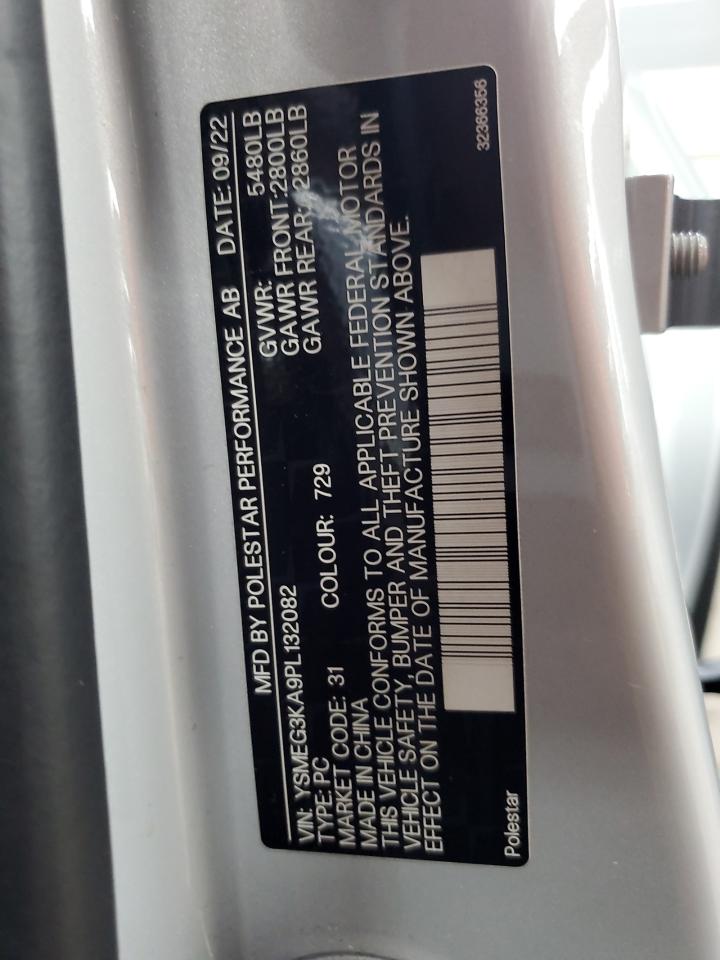 MFD BY POLESTAR PERFORMANCE AB DATE: 09/22
GVWR: 5480LB
GAWR FRONT:2800LB
GAWR REAR: 2860LB
VIN: YSMEG3KA9PL132082
TYPE: PC
MARKET CODE: 31 COLOUR: 729
MADE IN CHINA
THIS VEHICLE CONFORMS TO ALL APPLICABLE FEDERAL MOTOR
VEHICLE SAFETY, BUMPER AND THEFT PREVENTION STANDARDS IN
EFFECT ON THE DATE OF MANUFACTURE SHOWN ABOVE.
Polestar
32366356